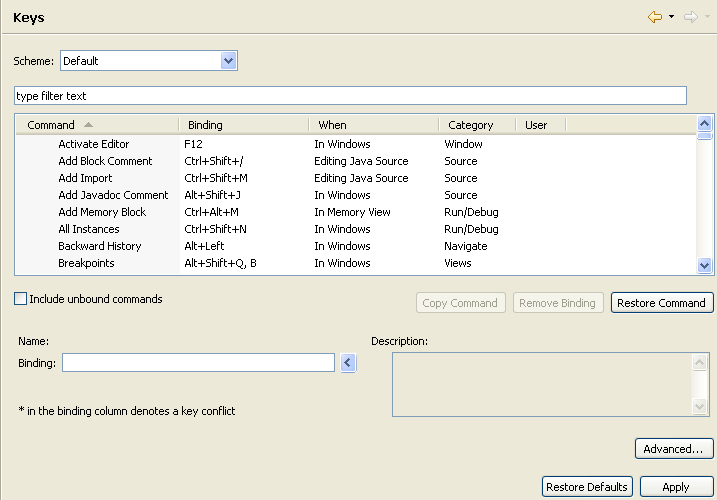 Keys
Scheme: Default
type filter text
Command Binding When Category User
Activate Editor F12 In Windows Window
Add Block Comment Ctrl+Shift+/ Editing Java Source Source
Add Import Ctrl+Shift+M Editing Java Source Source
Add Javadoc Comment Alt+Shift+J In Windows Source
Add Memory Block Ctrl+Alt+M In Memory View Run/Debug
All Instances Ctrl+Shift+N In Windows Run/Debug
Backward History Alt+Left In Windows Navigate
Breakpoints Alt+Shift+Q, B In Windows Views
Include unbound commands Copy Command Remove Binding Restore Command
Name: Description:
Binding:
* in the binding column denotes a key conflict
Advanced...
Restore Defaults Apply